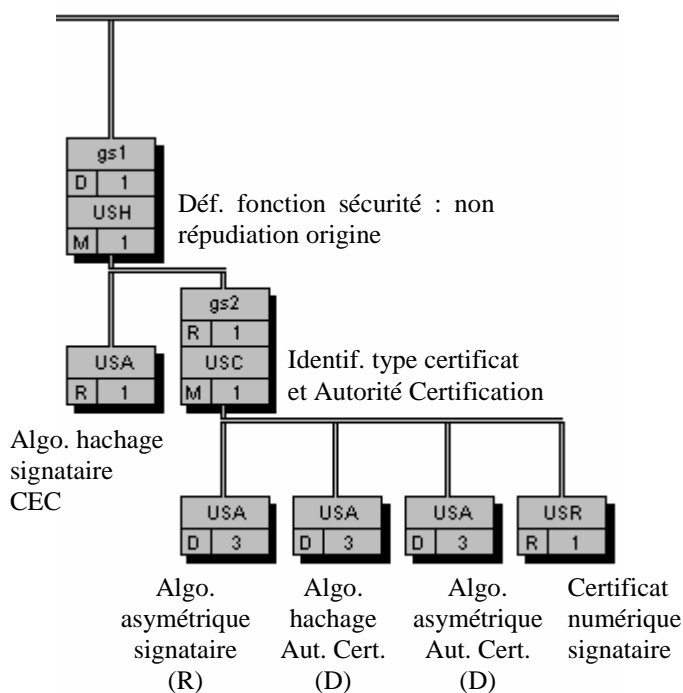 gs1
D 1
USH
M 1
Déf. fonction sécurité : non
répudiation origine
gs2
R 1
USC
M 1
Identif. type certificat
et Autorité Certification
USA
R 1
Algo. hachage
signataire
CEC
USA
D 3
Algo.
asymétrique
signataire
(R)
USA
D 3
Algo.
hachage
Aut. Cert.
(D)
USA
D 3
Algo.
asymétrique
Aut. Cert.
(D)
USR
R 1
Certificat
numérique
signataire